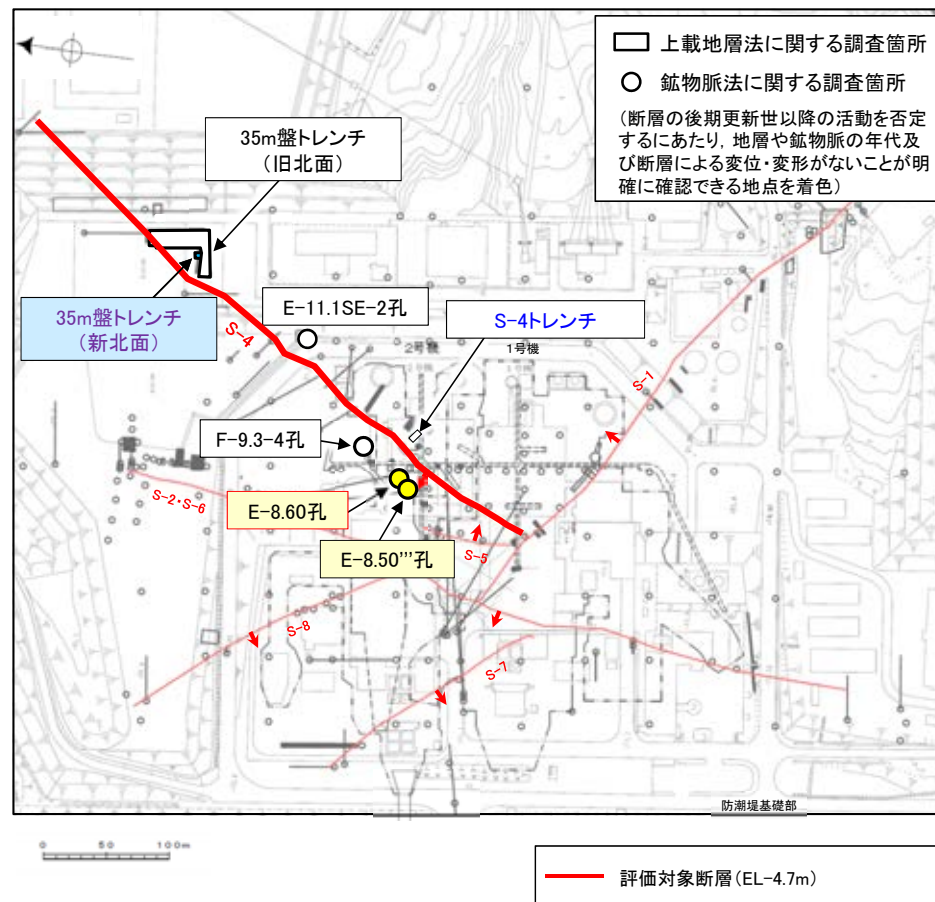 上載地層法に関する調査箇所
鉱物脈法に関する調査箇所
(断層の後期更新世以降の活動を否定
するにあたり，地層や鉱物脈の年代及
び断層による変位・変形がないことが明
確に確認できる地点を着色)
35m盤トレンチ
(旧北面)
35m盤トレンチ
(新北面)
E-11.1SE-2孔
S-4トレンチ
S-4
2号機
1号機
S-1
F-9.3-4孔
S-2・S-6
E-8.60孔
E-8.50'''孔
S-5
S-8
S-7
防潮堤基礎部
0 50 100m
評価対象断層(EL-4.7m)